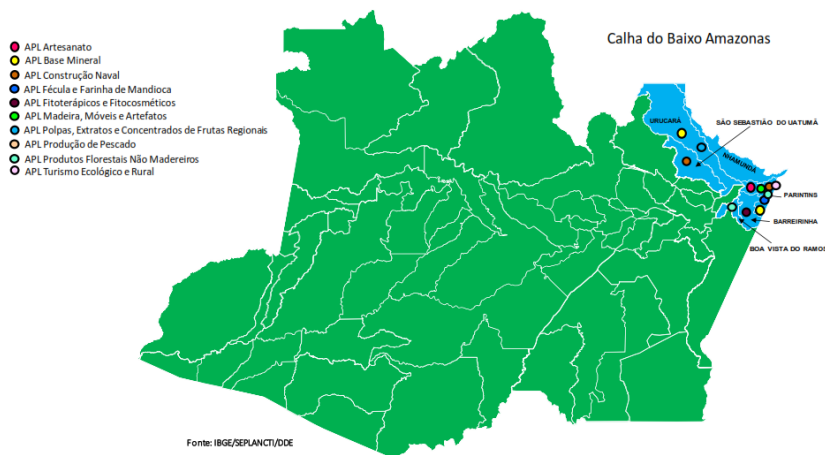 Calha do Baixo Amazonas
APL Artesanato
APL Base Mineral
APL Construção Naval
APL Fécula e Farinha de Mandioca
APL Fitoterápicos e Fitocosméticos
APL Madeira, Móveis e Artefatos
APL Polpas, Extratos e Concentrados de Frutas Regionais
APL Produção de Pescado
APL Produtos Florestais Não Madereiros
APL Turismo Ecológico e Rural
URUCARÁ
SÃO SEBASTIÃO DO UATUMÃ
NHAMUNDÁ
PARINTINS
BARREIRINHA
BOA VISTA DO RAMOS
Fonte: IBGE/SEPLANCTI/DDE